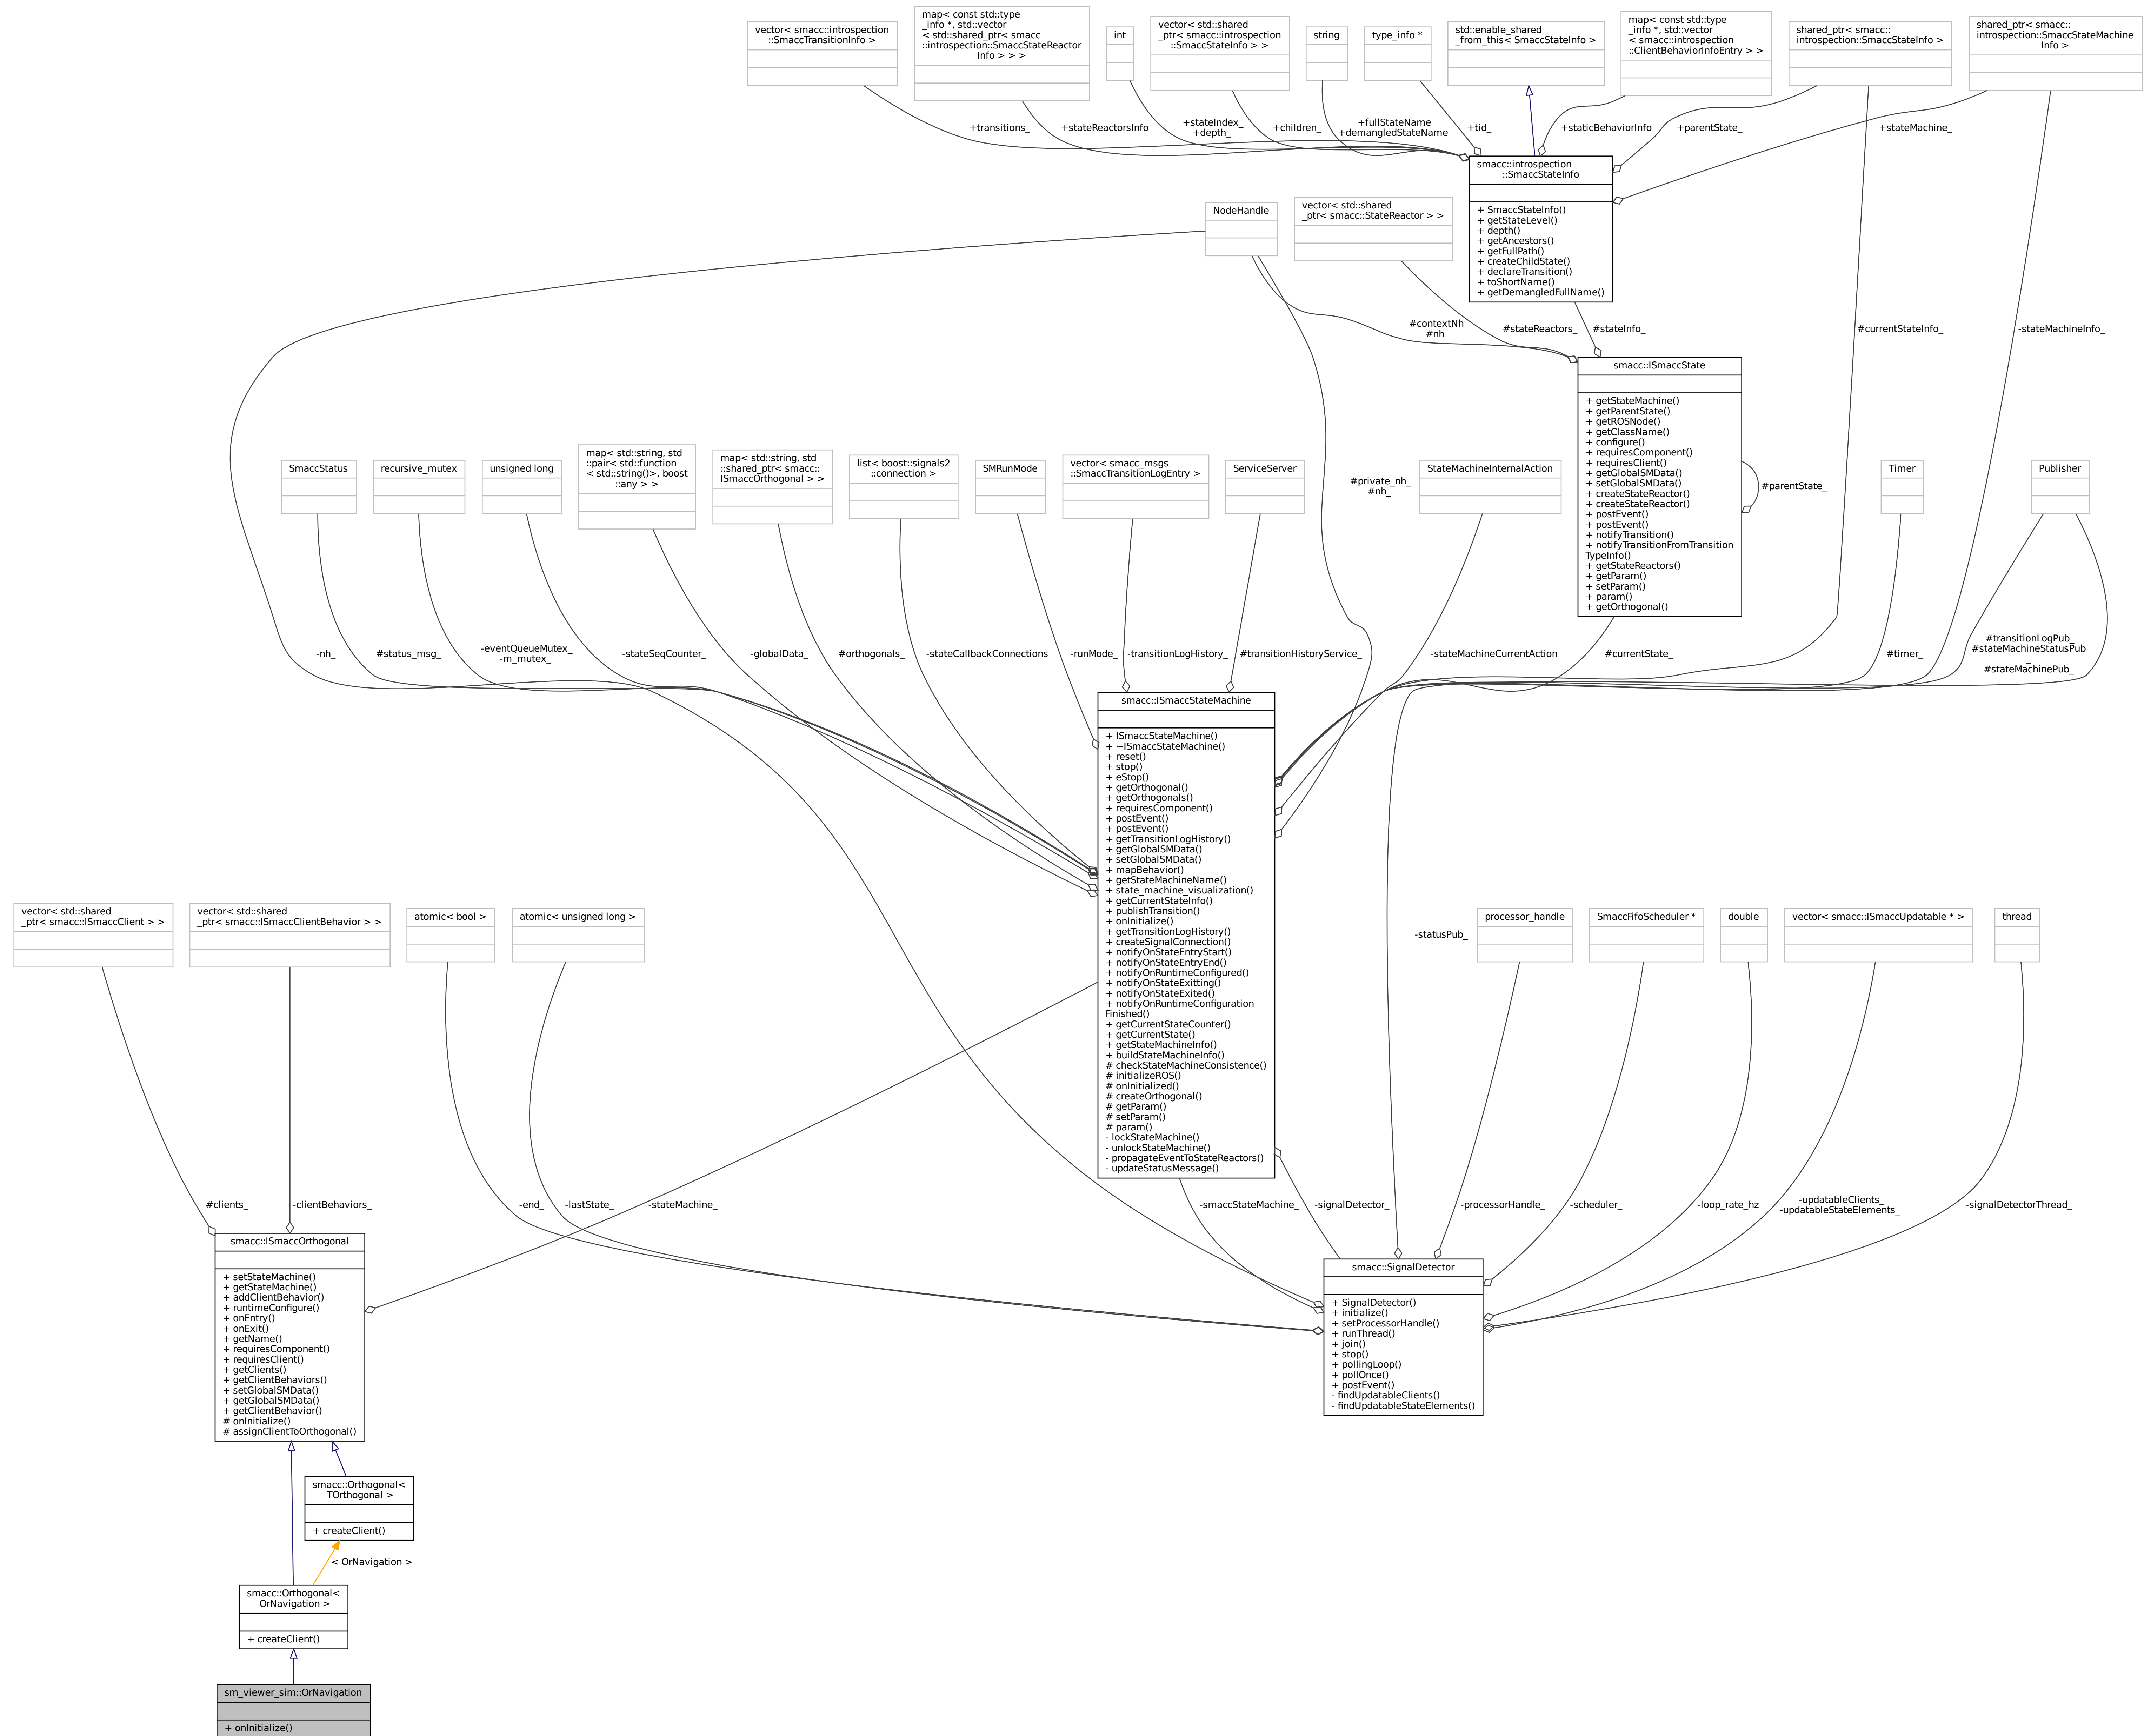 vector< smacc::introspection
::SmaccTransitionInfo >
map< const std::type
_info *, std::vector
< std::shared_ptr< smacc
::introspection::SmaccStateReactor
Info > > >
int
vector< std::shared
_ptr< smacc::introspection
::SmaccStateInfo > >
string
type_info *
std::enable_shared
_from_this< SmaccStateInfo >
map< const std::type
_info *, std::vector
< smacc::introspection
::ClientBehaviorInfoEntry > >
shared_ptr< smacc::
introspection::SmaccStateInfo >
shared_ptr< smacc::
introspection::SmaccStateMachine
Info >
+transitions_
+stateReactorsInfo
+stateIndex_
+depth_
+children_
+fullStateName
+demangledStateName
+tid_
+staticBehaviorInfo
+parentState_
+stateMachine_
smacc::introspection
::SmaccStateInfo
+ SmaccStateInfo()
+ getStateLevel()
+ depth()
+ getAncestors()
+ getFullPath()
+ createChildState()
+ declareTransition()
+ toShortName()
+ getDemangledFullName()
NodeHandle
vector< std::shared
_ptr< smacc::StateReactor > >
#contextNh
#nh
#stateReactors_
#stateInfo_
#currentStateInfo_
-stateMachineInfo_
smacc::ISmaccState
+ getStateMachine()
+ getParentState()
+ getROSNode()
+ getClassName()
+ configure()
+ requiresComponent()
+ requiresClient()
+ getGlobalSMData()
+ setGlobalSMData()
+ createStateReactor()
+ createStateReactor()
+ postEvent()
+ postEvent()
+ notifyTransition()
+ notifyTransitionFromTransition
TypeInfo()
+ getStateReactors()
+ getParam()
+ setParam()
+ param()
+ getOrthogonal()
#parentState_
SmaccStatus
recursive_mutex
unsigned long
map< std::string, std
::pair< std::function
< std::string()>, boost
::any > >
map< std::string, std
::shared_ptr< smacc::
ISmaccOrthogonal > >
list< boost::signals2
::connection >
SMRunMode
vector< smacc_msgs
::SmaccTransitionLogEntry >
ServiceServer
#private_nh_
#nh_
StateMachineInternalAction
Timer
Publisher
-nh_
#status_msg_
-eventQueueMutex_
-m_mutex_
-stateSeqCounter_
-globalData_
#orthogonals_
-stateCallbackConnections
-runMode_
-transitionLogHistory_
#transitionHistoryService_
-stateMachineCurrentAction
#currentState_
#timer_
#transitionLogPub_
#stateMachineStatusPub
_
#stateMachinePub_
smacc::ISmaccStateMachine
+ ISmaccStateMachine()
+ ~ISmaccStateMachine()
+ reset()
+ stop()
+ eStop()
+ getOrthogonal()
+ getOrthogonals()
+ requiresComponent()
+ postEvent()
+ postEvent()
+ getTransitionLogHistory()
+ getGlobalSMData()
+ setGlobalSMData()
+ mapBehavior()
+ getStateMachineName()
+ state_machine_visualization()
+ getCurrentStateInfo()
+ publishTransition()
+ onInitialize()
+ getTransitionLogHistory()
+ createSignalConnection()
+ notifyOnStateEntryStart()
+ notifyOnStateEntryEnd()
+ notifyOnRuntimeConfigured()
+ notifyOnStateExitting()
+ notifyOnStateExited()
+ notifyOnRuntimeConfiguration
Finished()
+ getCurrentStateCounter()
+ getCurrentState()
+ getStateMachineInfo()
+ buildStateMachineInfo()
# checkStateMachineConsistence()
# initializeROS()
# onInitialized()
# createOrthogonal()
# getParam()
# setParam()
# param()
- lockStateMachine()
- unlockStateMachine()
- propagateEventToStateReactors()
- updateStatusMessage()
vector< std::shared
_ptr< smacc::ISmaccClient > >
vector< std::shared
_ptr< smacc::ISmaccClientBehavior > >
atomic< bool >
atomic< unsigned long >
-statusPub_
processor_handle
SmaccFifoScheduler *
double
vector< smacc::ISmaccUpdatable * >
thread
#clients_
-clientBehaviors_
-end_
-lastState_
-stateMachine_
-smaccStateMachine_
-signalDetector_
-processorHandle_
-scheduler_
-loop_rate_hz
-updatableClients_
-updatableStateElements_
-signalDetectorThread_
smacc::ISmaccOrthogonal
+ setStateMachine()
+ getStateMachine()
+ addClientBehavior()
+ runtimeConfigure()
+ onEntry()
+ onExit()
+ getName()
+ requiresComponent()
+ requiresClient()
+ getClients()
+ getClientBehaviors()
+ setGlobalSMData()
+ getGlobalSMData()
+ getClientBehavior()
# onInitialize()
# assignClientToOrthogonal()
smacc::SignalDetector
+ SignalDetector()
+ initialize()
+ setProcessorHandle()
+ runThread()
+ join()
+ stop()
+ pollingLoop()
+ pollOnce()
+ postEvent()
- findUpdatableClients()
- findUpdatableStateElements()
smacc::Orthogonal<
TOrthogonal >
+ createClient()
< OrNavigation >
smacc::Orthogonal<
OrNavigation >
+ createClient()
sm_viewer_sim::OrNavigation
+ onInitialize()